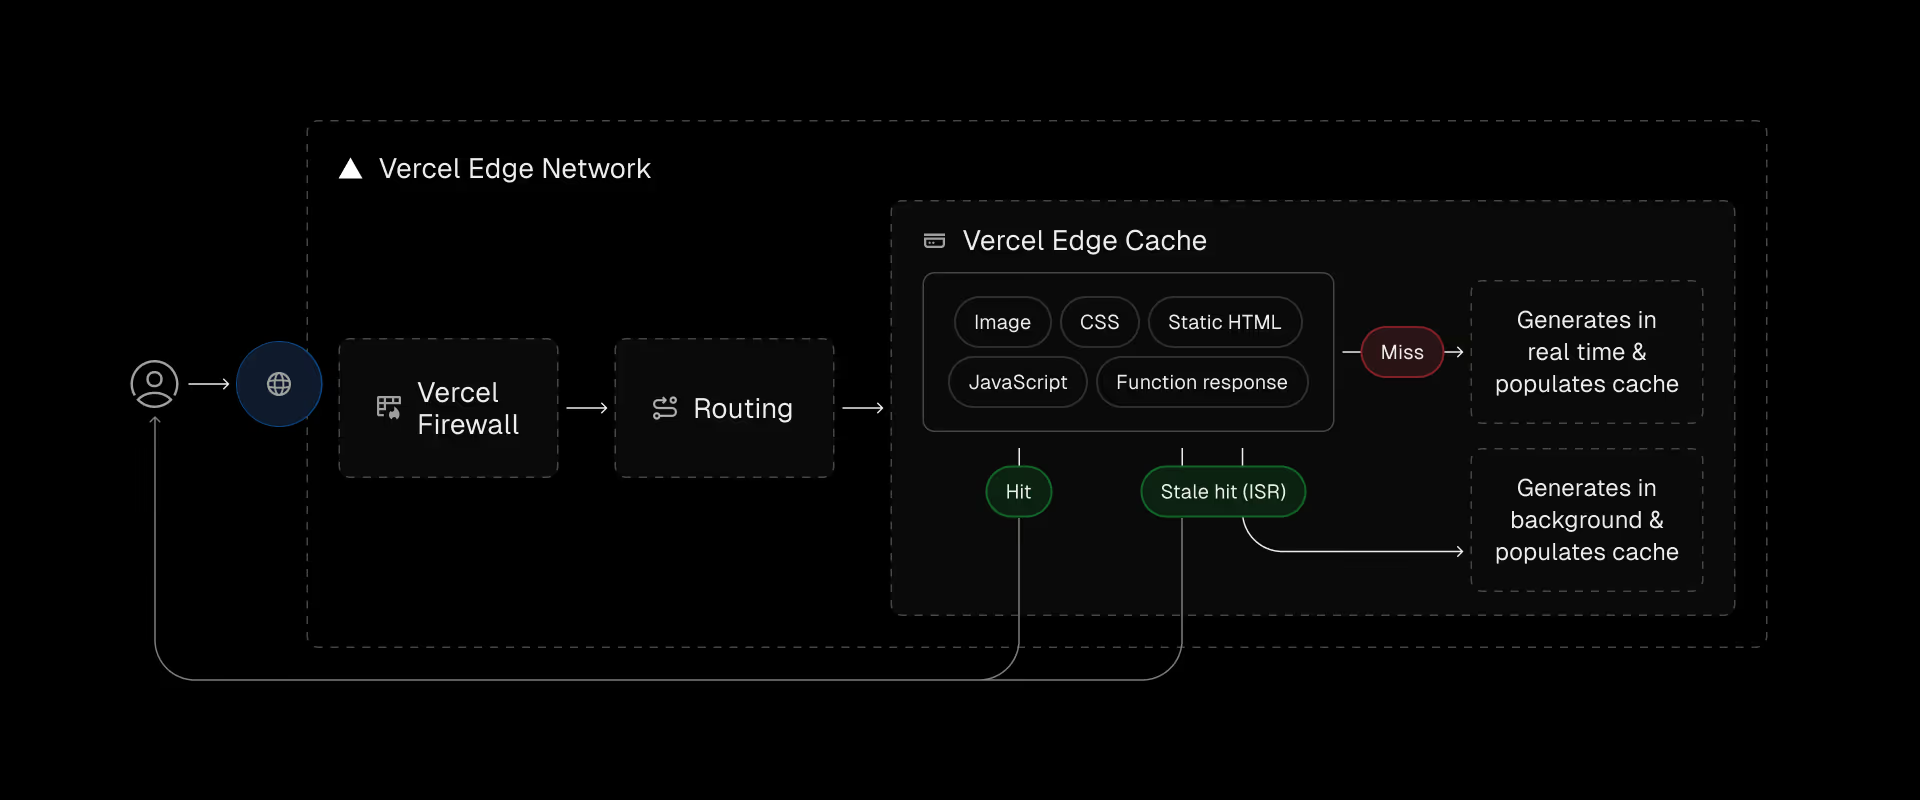 Vercel Edge Network
Vercel Edge Cache
Image
CSS
Static HTML
JavaScript
Function response
Miss
Generates in
real time &
populates cache
Vercel
Firewall
Routing
Hit
Stale hit (ISR)
Generates in
background &
populates cache